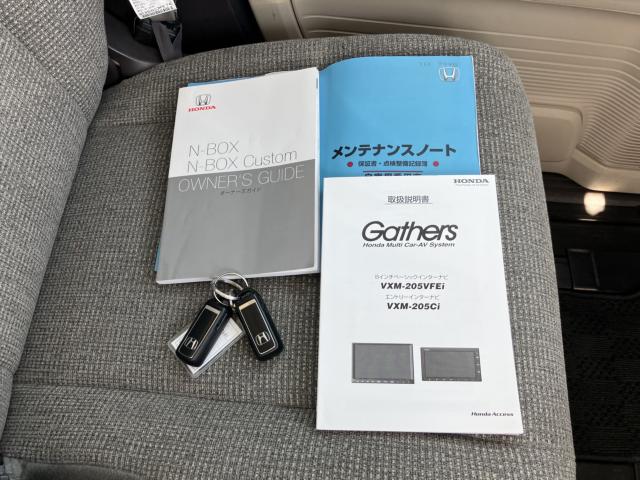 HONDA
N-BOX
N-BOX Custom
OWNER'S GUIDE
オーナーズガイド
メンテナンスノート
保証書・点検整備記録簿
HONDA
取扱説明書
Gathers
Honda Multi Car-AV System
8インチベーシックインターナビ
VXM-205VFEi
エントリーインターナビ
VXM-205Ci
Honda Access